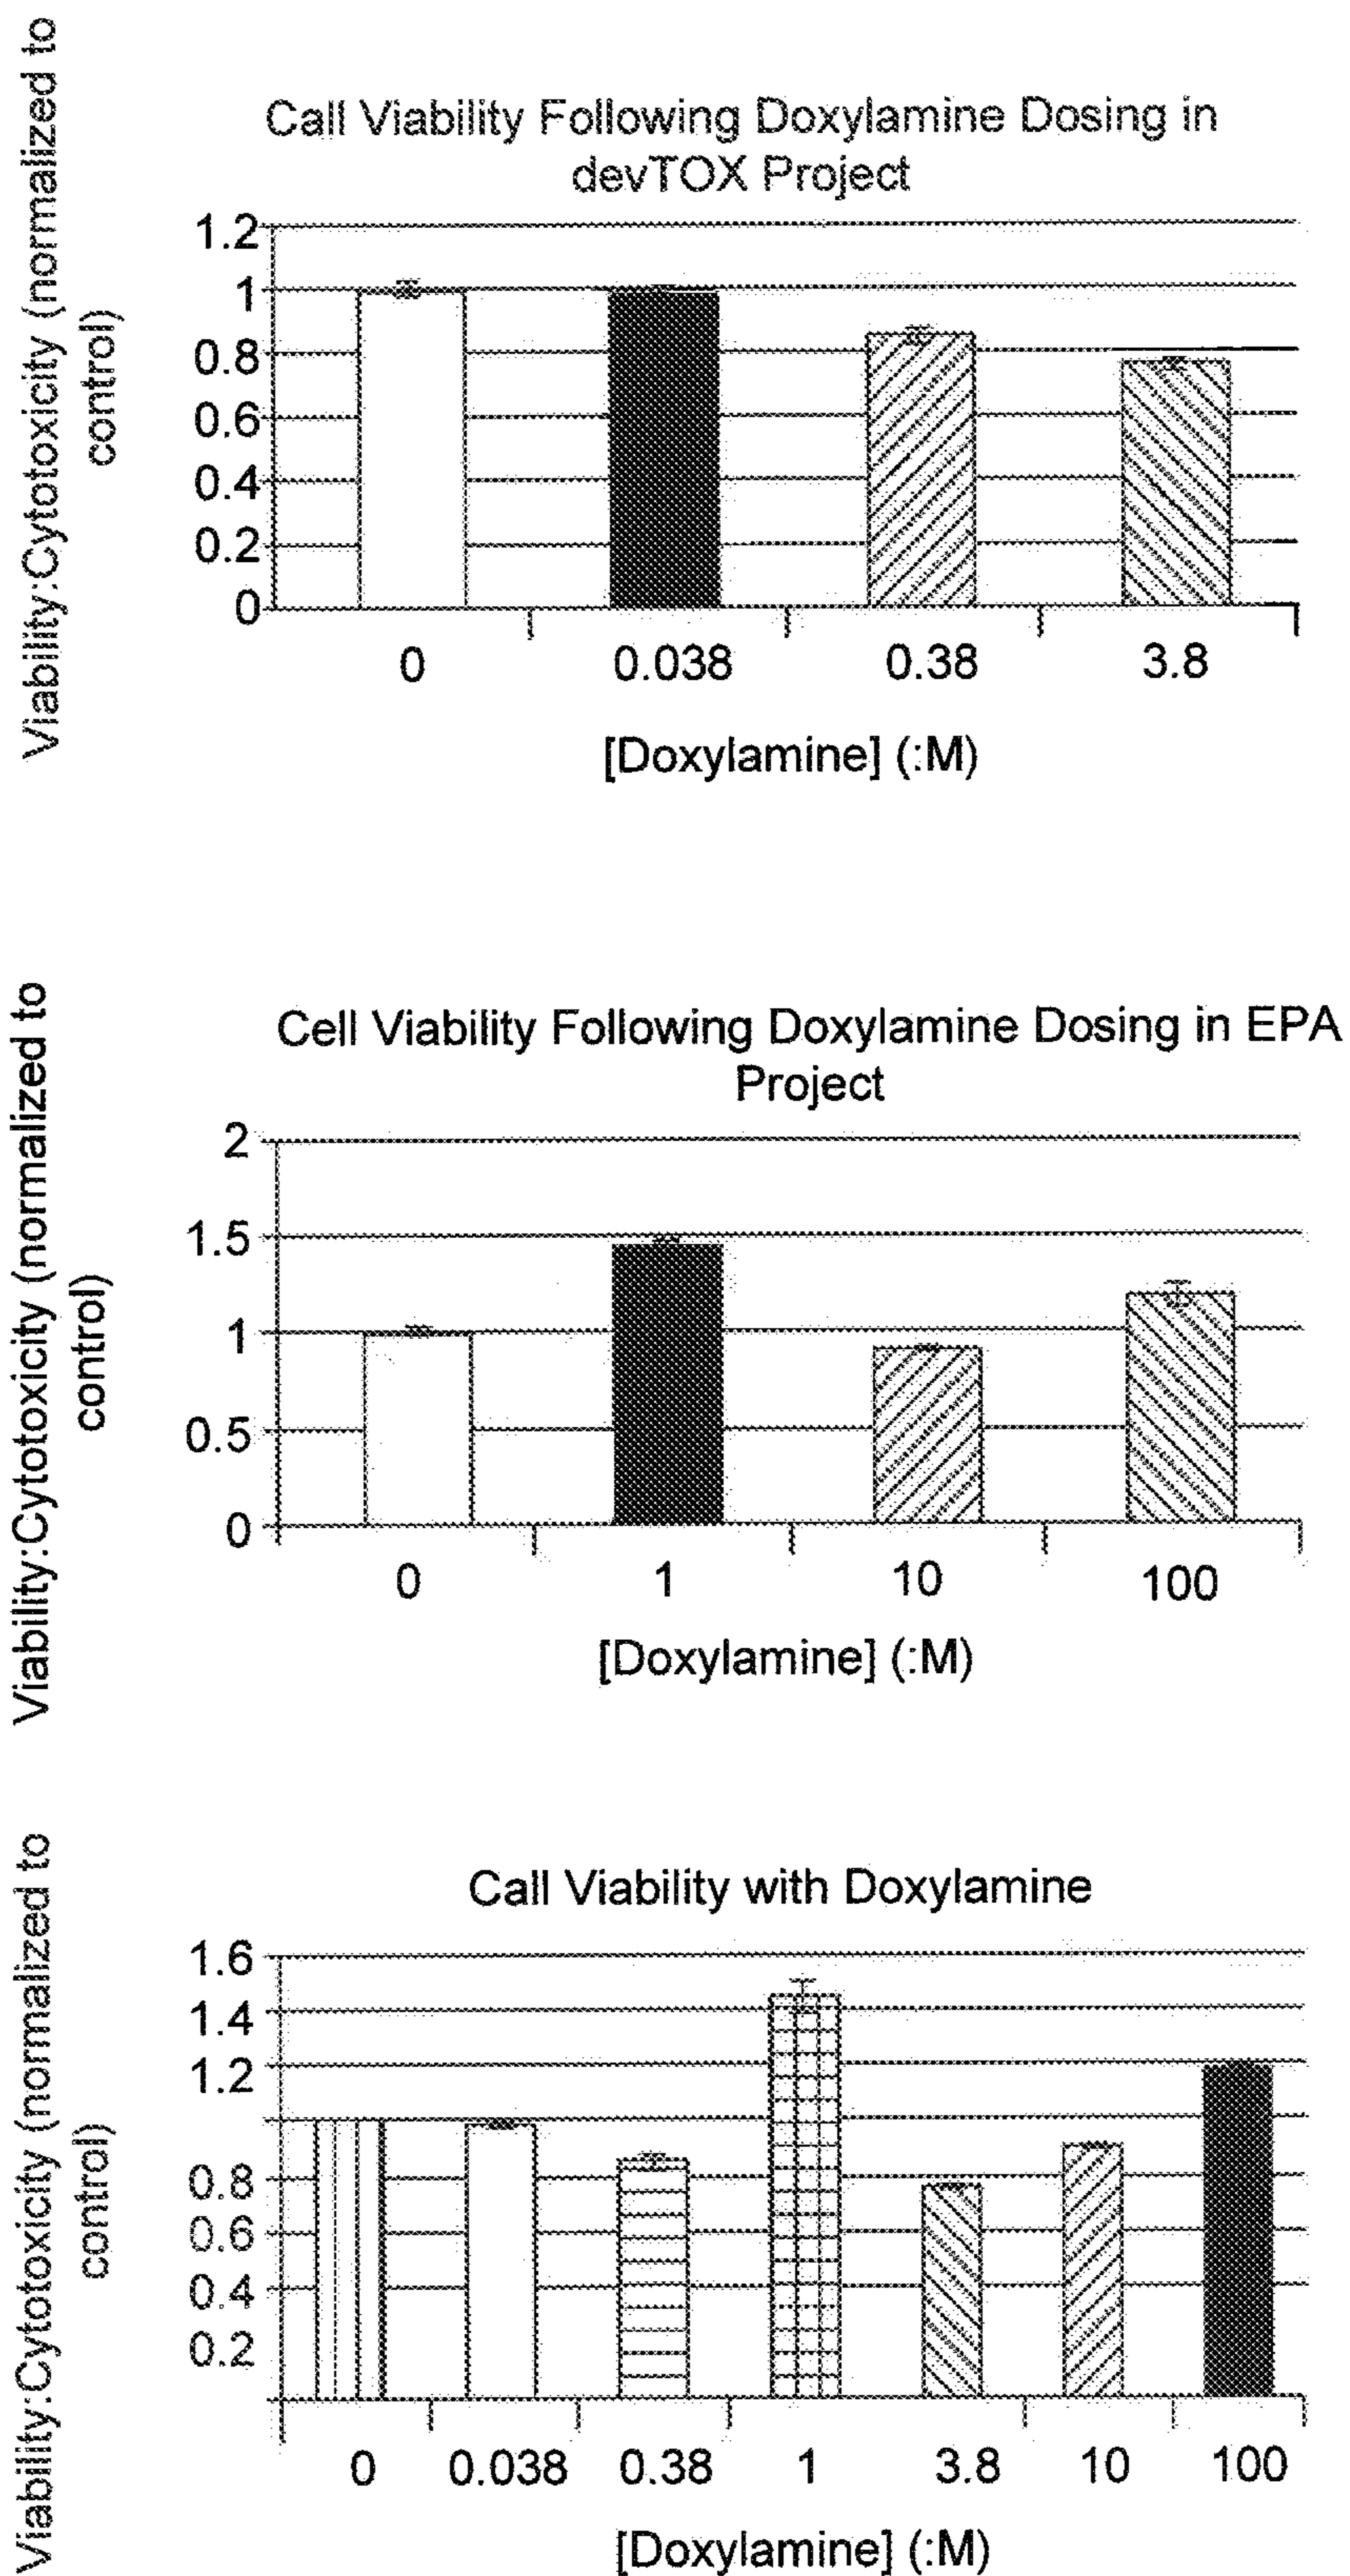 Call Viability Following Doxylamine Dosing in
devTOX Project
Viability:Cytotoxicity (normalized to
control)
1.2
1
0.8
0.6
0.4
0.2
0
0 0.038 0.38 3.8
[Doxylamine] (:M)
Cell Viability Following Doxylamine Dosing in EPA
Project
Viability:Cytotoxicity (normalized to
control)
2
1.5
1
0.5
0
0 1 10 100
[Doxylamine] (:M)
Call Viability with Doxylamine
Viability:Cytotoxicity (normalized to
control)
1.6
1.4
1.2
0.8
0.6
0.4
0.2
0 0.038 0.38 1 3.8 10 100
[Doxylamine] (:M)